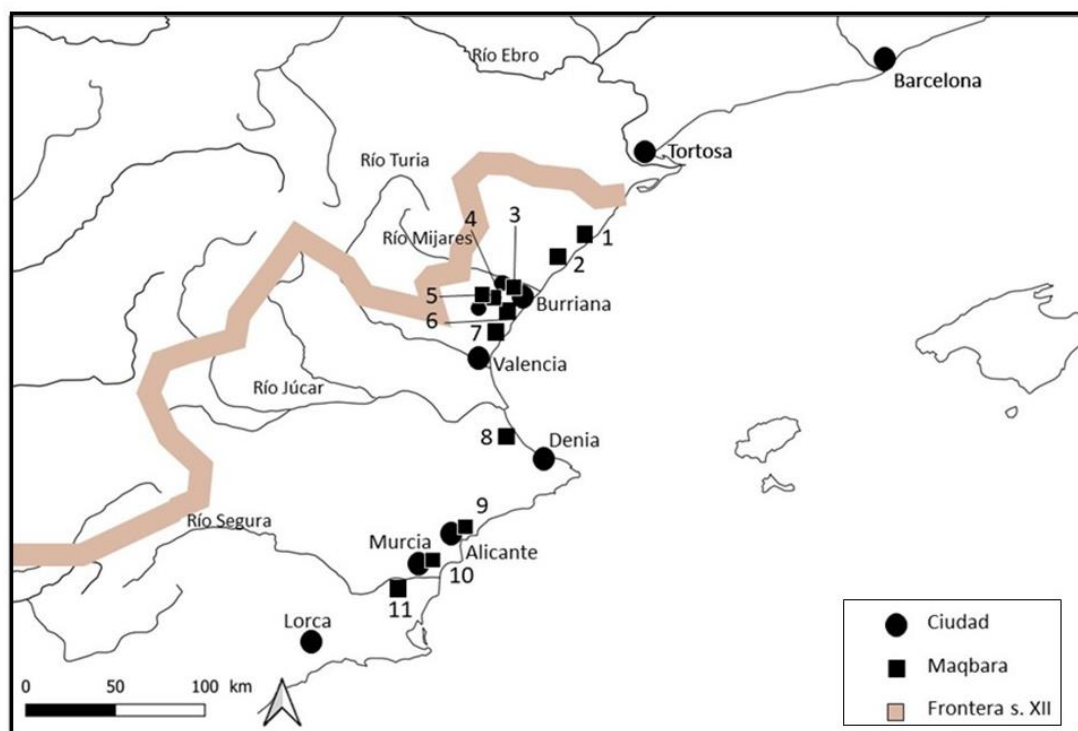 Río Ebro
Barcelona
Tortosa
Río Turia
4
3
Río Mijares
1
2
5
Burriana
6
7
Valencia
Río Júcar
8
Denia
9
Río Segura
Murcia
Alicante
10
11
Lorca
0 50 100 km
Ciudad
Maqbara
Frontera s. XII